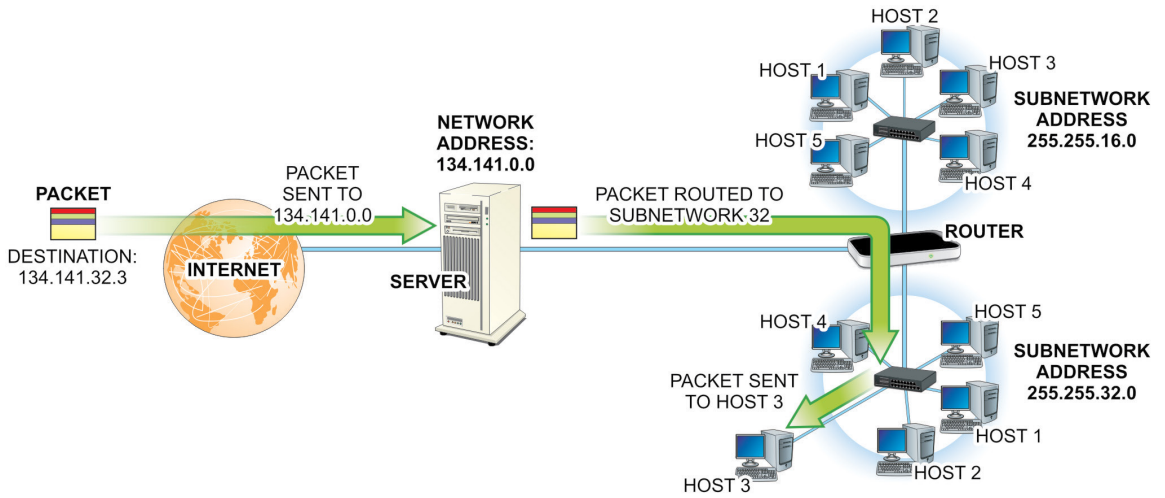 PACKET
DESTINATION:
134.141.32.3
INTERNET
PACKET
SENT TO
134.141.0.0
NETWORK
ADDRESS:
134.141.0.0
SERVER
PACKET ROUTED TO
SUBNETWORK 32
ROUTER
HOST 2
HOST 1
HOST 3
HOST 5
HOST 4
SUBNETWORK
ADDRESS
255.255.16.0
HOST 4
HOST 5
SUBNETWORK
ADDRESS
255.255.32.0
PACKET SENT
TO HOST 3
HOST 1
HOST 3
HOST 2